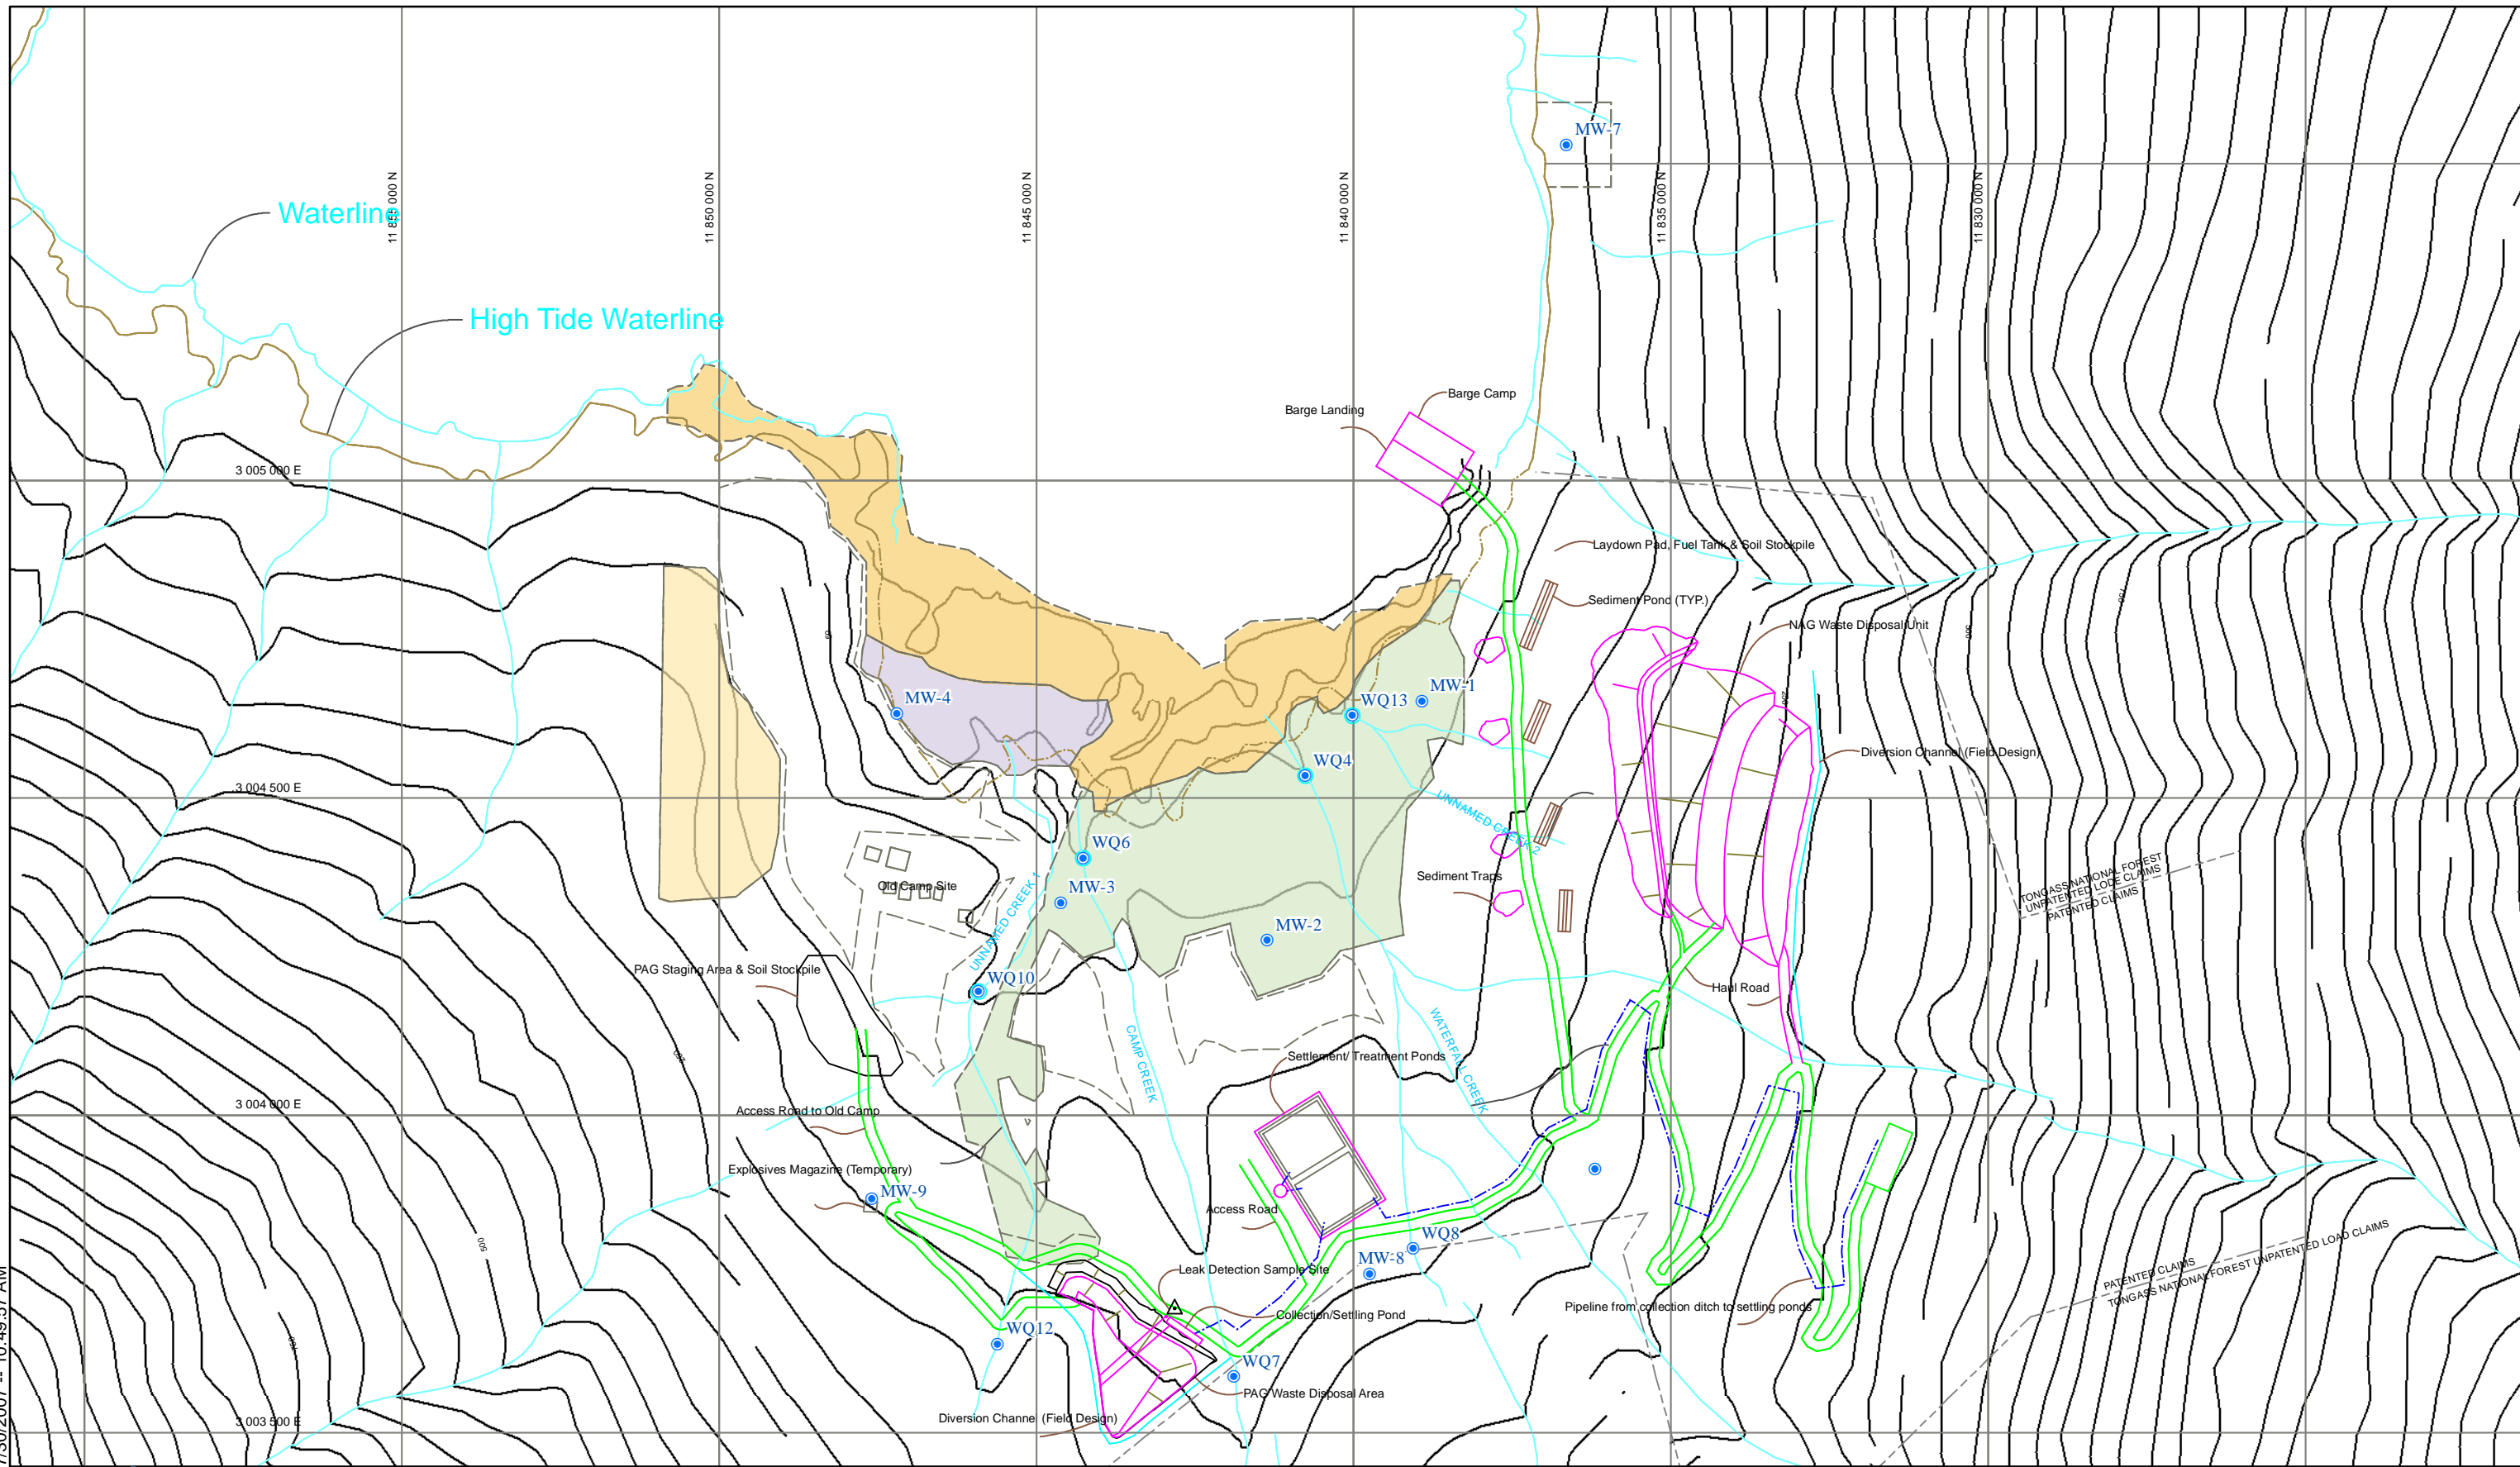 MW-7
11 855 000 N
11 850 000 N
11 845 000 N
11 840 000 N
11 835 000 N
11 830 000 N
Waterline
High Tide Waterline
Barge Camp
Barge Landing
3 005 000 E
Laydown Pad, Fuel Tank & Soil Stockpile
Sediment Pond (TYP.)
NAG Waste Disposal Unit
MW-4
MW-1
WQ13
WQ4
Diversion Channel (Field Design)
3 004 500 E
UNNAMED CREEK 2
WQ6
Old Camp Site
MW-3
Sediment Traps
TONGASS NATIONAL FOREST
UNPATENTED LODE CLAIMS
PATENTED CLAIMS
UNNAMED CREEK 1
MW-2
PAG Staging Area & Soil Stockpile
WQ10
Haul Road
CAMP CREEK
WATERFALL CREEK
Settlement/ Treatment Ponds
3 004 000 E
Access Road to Old Camp
Explosives Magazine (Temporary)
MW-9
Access Road
WQ8
MW-8
Leak Detection Sample Site
500
PATENTED CLAIMS
TONGASS NATIONAL FOREST UNPATENTED LOAD CLAIMS
Collection/Settling Pond
Pipeline from collection ditch to settling ponds
WQ12
WQ7
PAG Waste Disposal Area
Diversion Channel (Field Design)
3 003 500 E